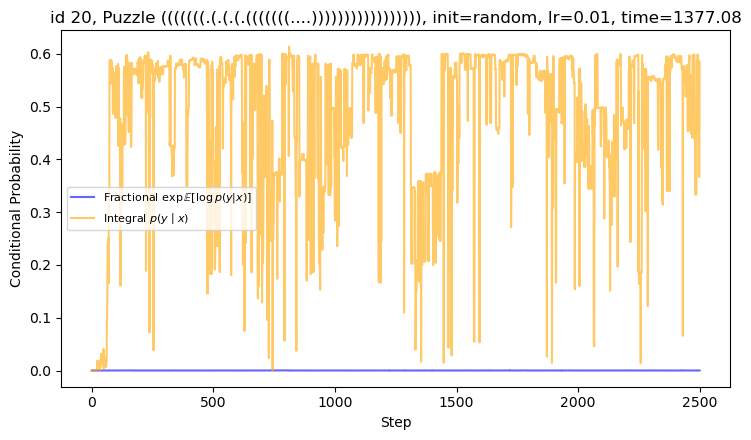 id 20, Puzzle (((((((.(.(.(.(((((((....))))))))))))))))), init=random, lr=0.01, time=1377.08
0.6
0.5
0.4
0.3
0.2
0.1
0.0
Conditional Probability
Fractional exp𝔼[log p(y|x)]
Integral p(y | x)
0
500
1000
1500
2000
2500
Step